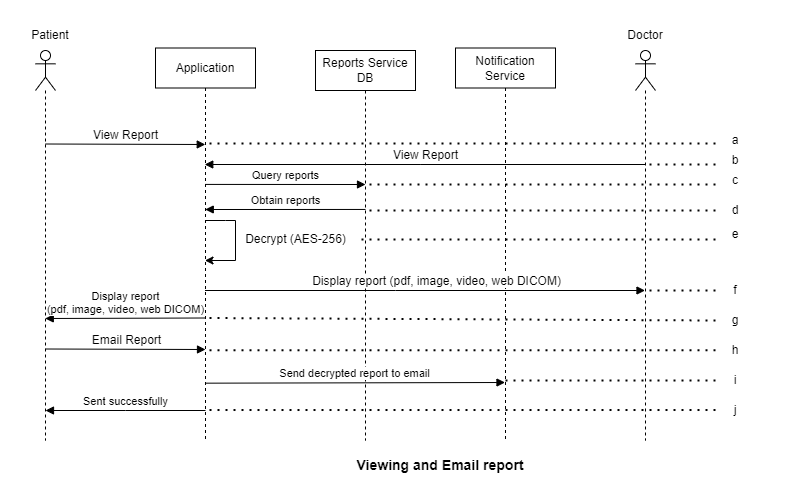 Patient
Doctor
Application
Reports Service
DB
Notification
Service
View Report
a
View Report
b
Query reports
c
Obtain reports
d
Decrypt (AES-256)
e
Display report (pdf, image, video, web DICOM)
f
Display report
(pdf, image, video, web DICOM)
g
Email Report
h
Send decrypted report to email
i
Sent successfully
j
Viewing and Email report